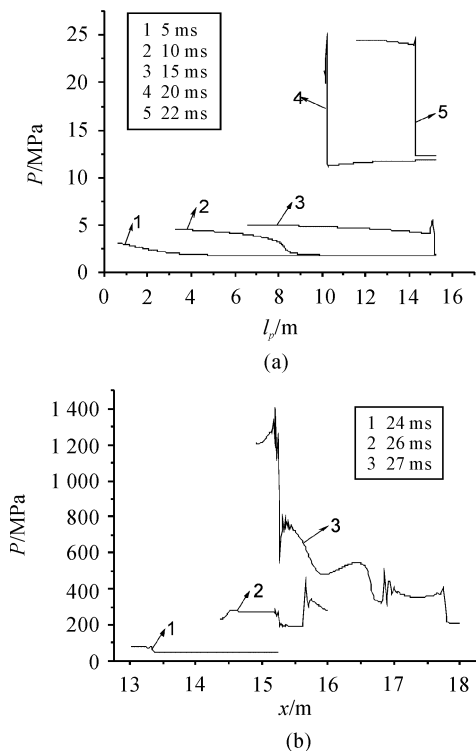 (a)
25
20
15
10
5
0
P/MPa
1 5 ms
2 10 ms
3 15 ms
4 20 ms
5 22 ms
1
2
3
4
5
0 2 4 6 8 10 12 14 16
l_p/m
(a)
(b)
1 400
1 200
1 000
800
600
400
200
0
P/MPa
1 24 ms
2 26 ms
3 27 ms
1
2
3
13 14 15 16 17 18
x/m
(b)